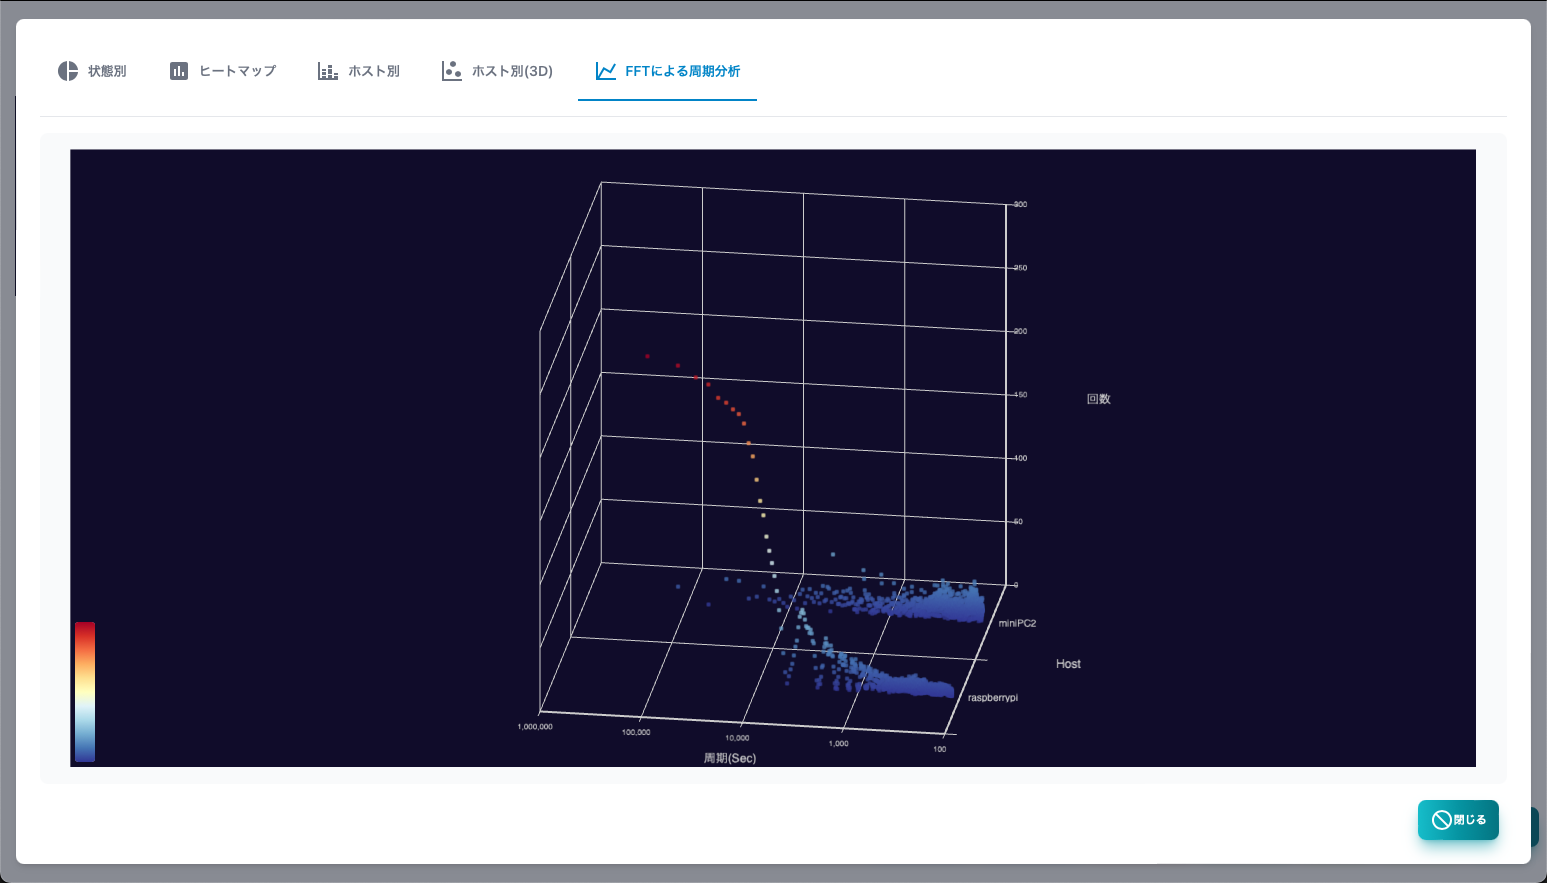 状態別
ヒートマップ
ホスト別
ホスト別(3D)
FFTによる周期分析
300
250
200
150
100
50
0
回数
miniPC2
Host
raspberrypi
1,000,000
100,000
10,000
1,000
100
周期(Sec)
閉じる